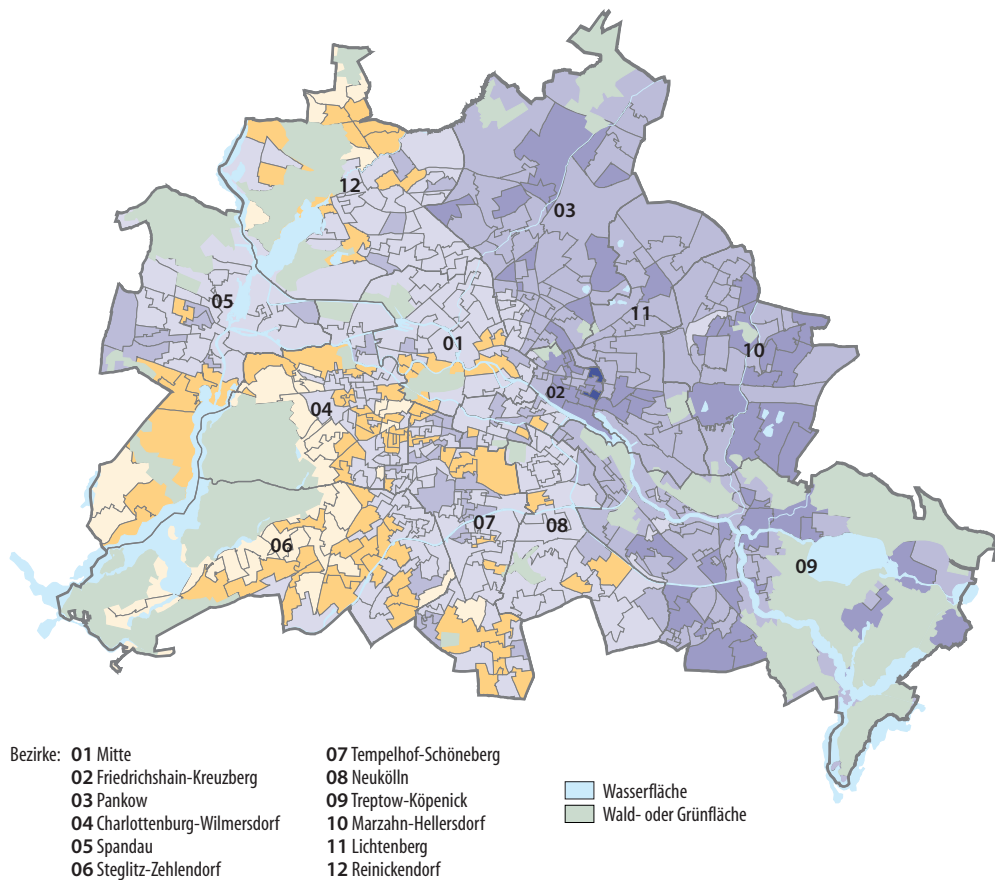 12
03
05
11
01
10
02
04
07
08
06
09
Bezirke: 01 Mitte
02 Friedrichshain-Kreuzberg
03 Pankow
04 Charlottenburg-Wilmersdorf
05 Spandau
06 Steglitz-Zehlendorf
07 Tempelhof-Schöneberg
08 Neukölln
09 Treptow-Köpenick
10 Marzahn-Hellersdorf
11 Lichtenberg
12 Reinickendorf
Wasserfläche
Wald- oder Grünfläche